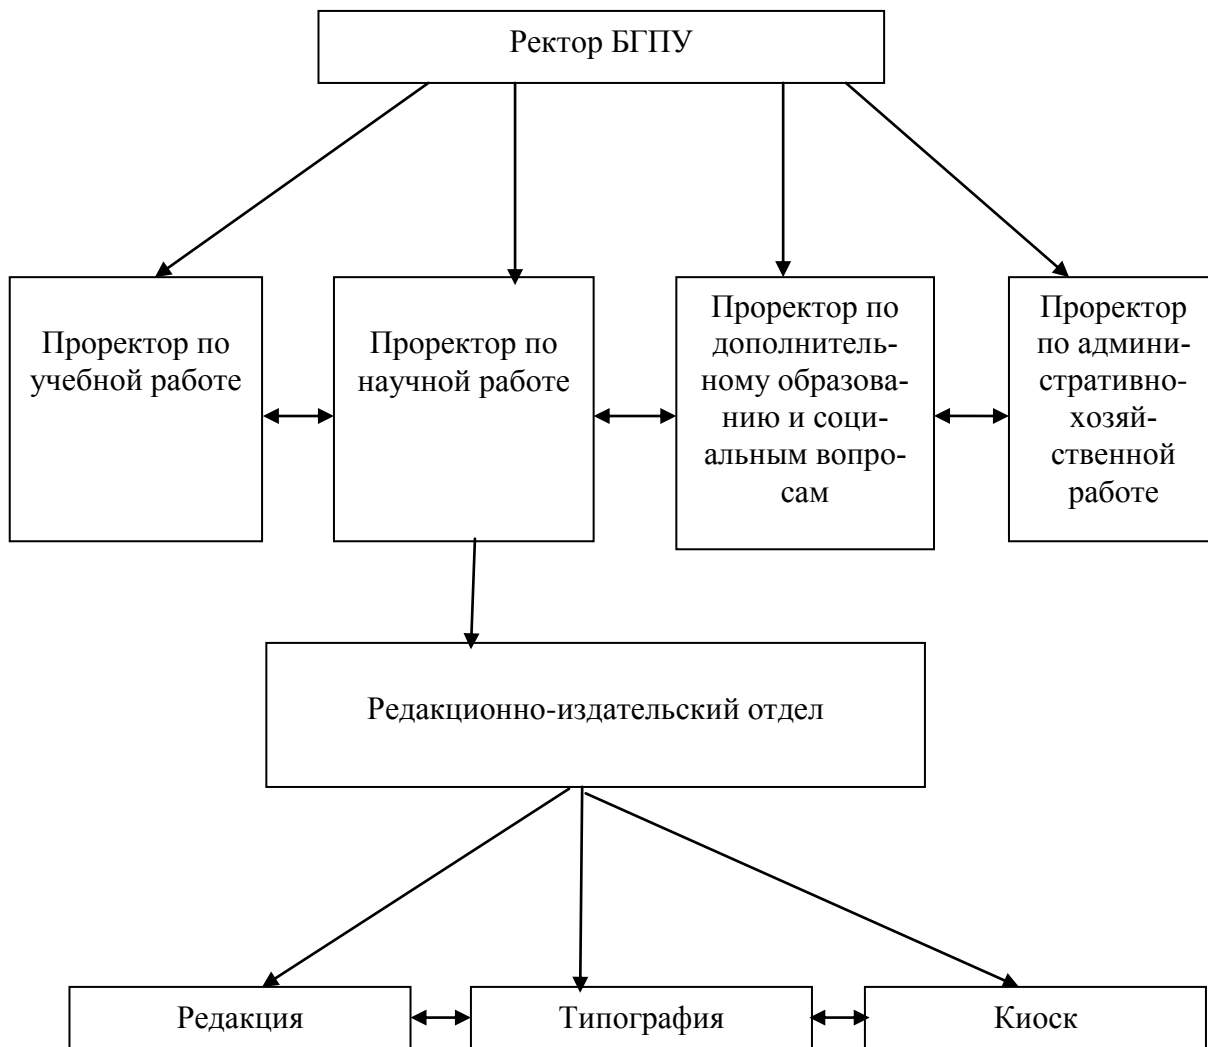 Ректор БГПУ
Проректор по
учебной работе
Проректор по
научной работе
Проректор по
дополнитель-
ному образова-
нию и соци-
альным вопро-
сам
Проректор
по админи-
стративно-
хозяй-
ственной
работе
Редакционно-издательский отдел
Редакция
Типография
Киоск